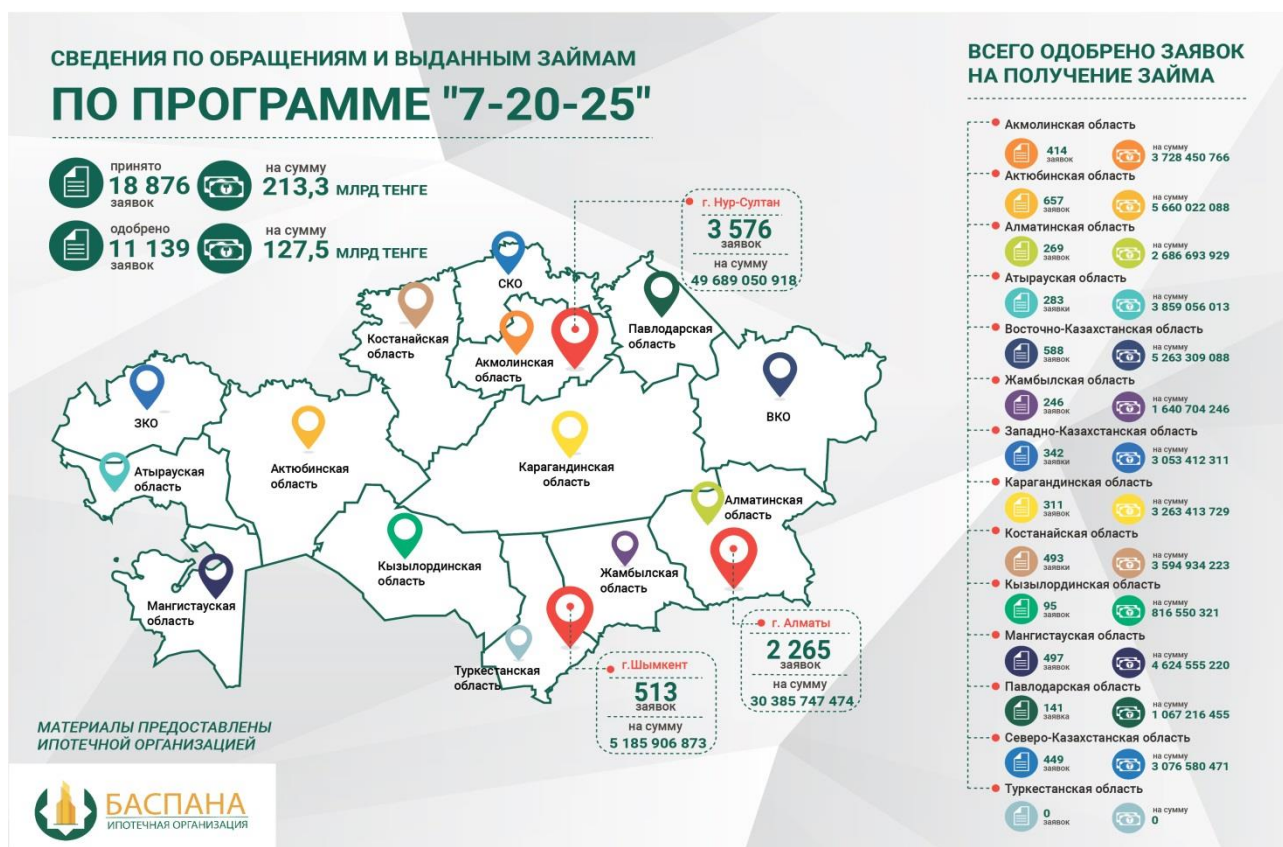 СВЕДЕНИЯ ПО ОБРАЩЕНИЯМ И ВЫДАННЫМ ЗАЙМАМ
ПО ПРОГРАММЕ "7-20-25"
принято
18 876
заявок
на сумму
213,3 МЛРД ТЕНГЕ
одобрено
11 139
заявок
на сумму
127,5 МЛРД ТЕНГЕ
г. Нур-Султан
3 576
заявок
на сумму
49 689 050 918
СКО
Костанайская
область
Акмолинская
область
Павлодарская
область
ЗКО
Атырауская
область
Актюбинская
область
Карагандинская
область
ВКО
Алматинская
область
Мангистауская
область
Кызылординская
область
Жамбылская
область
Туркестанская
область
г.Шымкент
513
заявок
на сумму
5 185 906 873
г. Алматы
2 265
заявок
на сумму
30 385 747 474
МАТЕРИАЛЫ ПРЕДОСТАВЛЕНЫ
ИПОТЕЧНОЙ ОРГАНИЗАЦИЕЙ
БАСПАНА
ИПОТЕЧНАЯ ОРГАНИЗАЦИЯ
ВСЕГО ОДОБРЕНО ЗАЯВОК
НА ПОЛУЧЕНИЕ ЗАЙМА
Акмолинская область
414
заявок
на сумму
3 728 450 766
Актюбинская область
657
заявок
на сумму
5 660 022 088
Алматинская область
269
заявок
на сумму
2 686 693 929
Атырауская область
283
заявки
на сумму
3 859 056 013
Восточно-Казахстанская область
588
заявок
на сумму
5 263 309 088
Жамбылская область
246
заявок
на сумму
1 640 704 246
Западно-Казахстанская область
342
заявки
на сумму
3 053 412 311
Карагандинская область
311
заявок
на сумму
3 263 413 729
Костанайская область
493
заявки
на сумму
3 594 934 223
Кызылординская область
95
заявок
на сумму
816 550 321
Мангистауская область
497
заявок
на сумму
4 624 555 220
Павлодарская область
141
заявка
на сумму
1 067 216 455
Северо-Казахстанская область
449
заявок
на сумму
3 076 580 471
Туркестанская область
0
заявок
на сумму
0